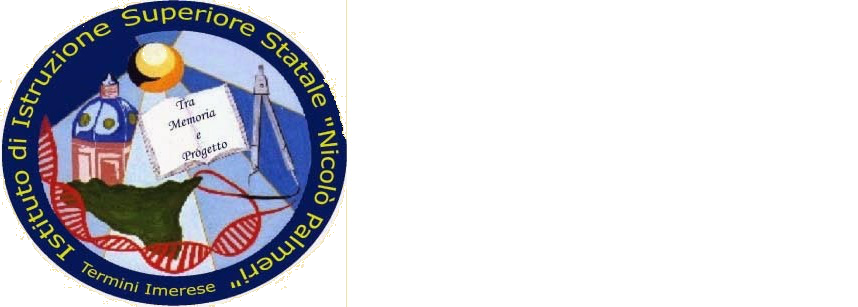 Istituto di Istruzione Superiore Statale "Nicolò Palmeri"
Termini Imerese
Tra
Memoria
e
Progetto